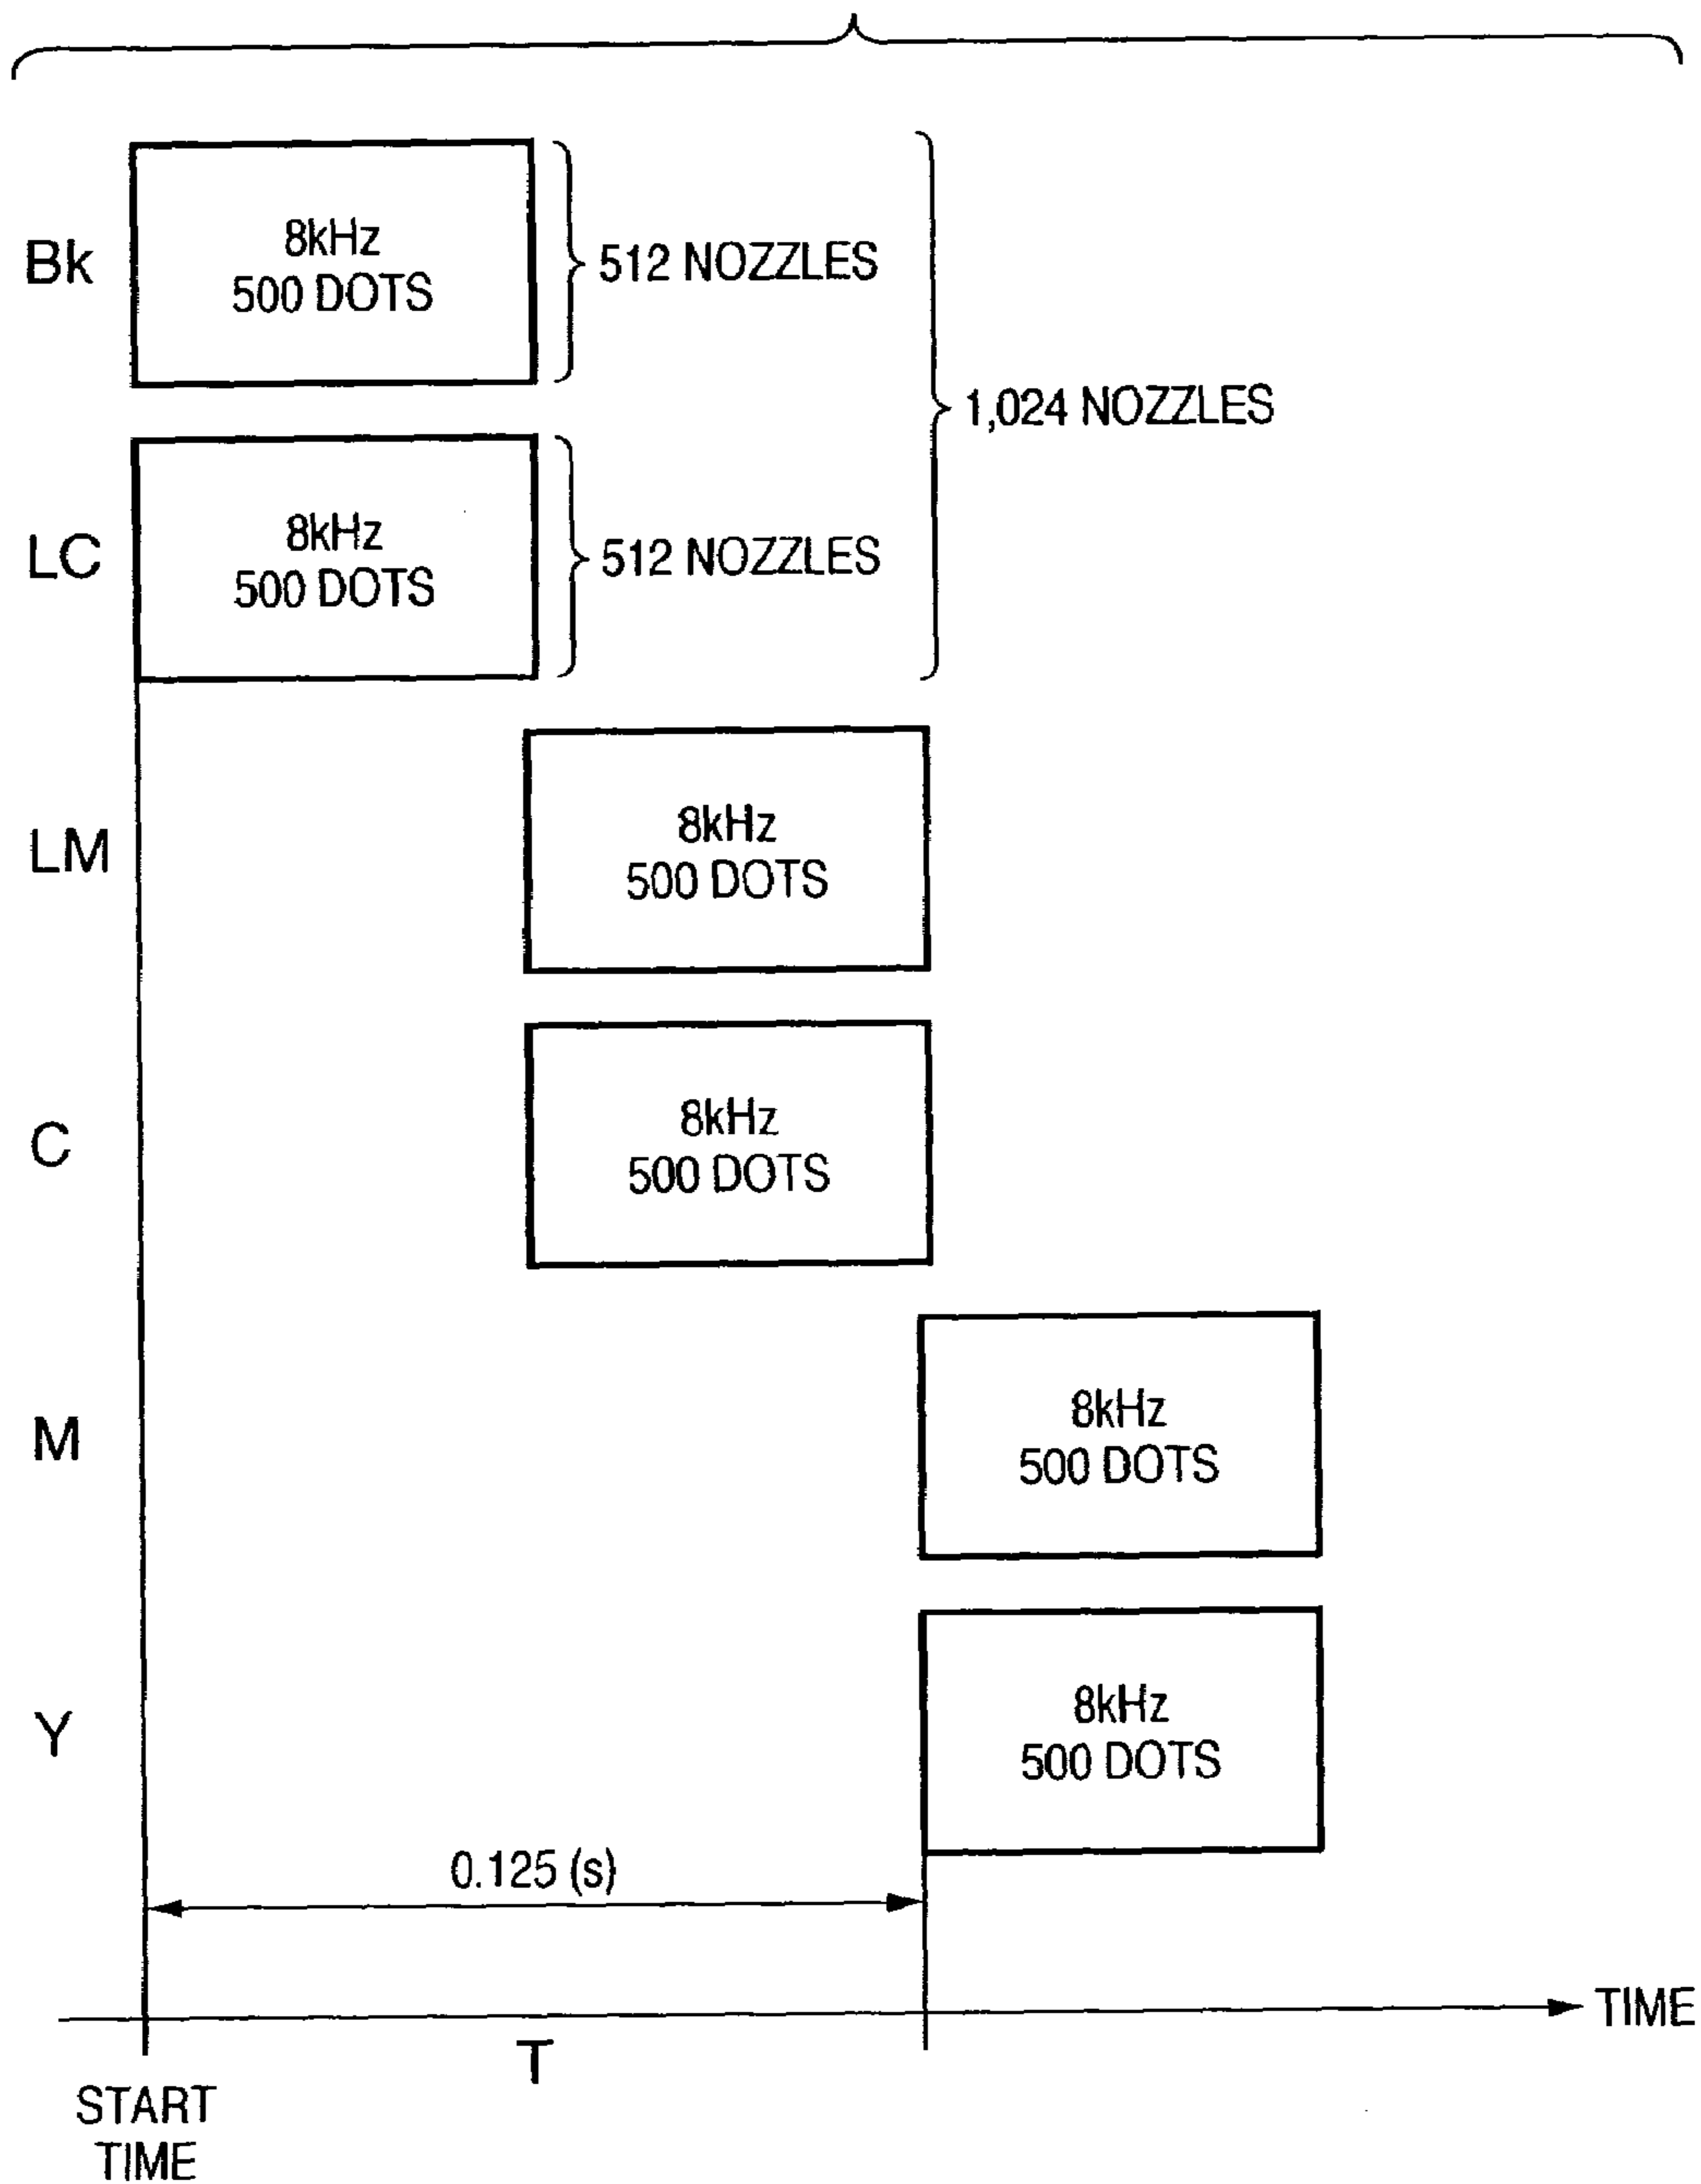 Bk
8kHz
500 DOTS
512 NOZZLES
1,024 NOZZLES
LC
8kHz
500 DOTS
512 NOZZLES
LM
8kHz
500 DOTS
C
8kHz
500 DOTS
M
8kHz
500 DOTS
Y
8kHz
500 DOTS
0.125 (s)
TIME
T
START
TIME